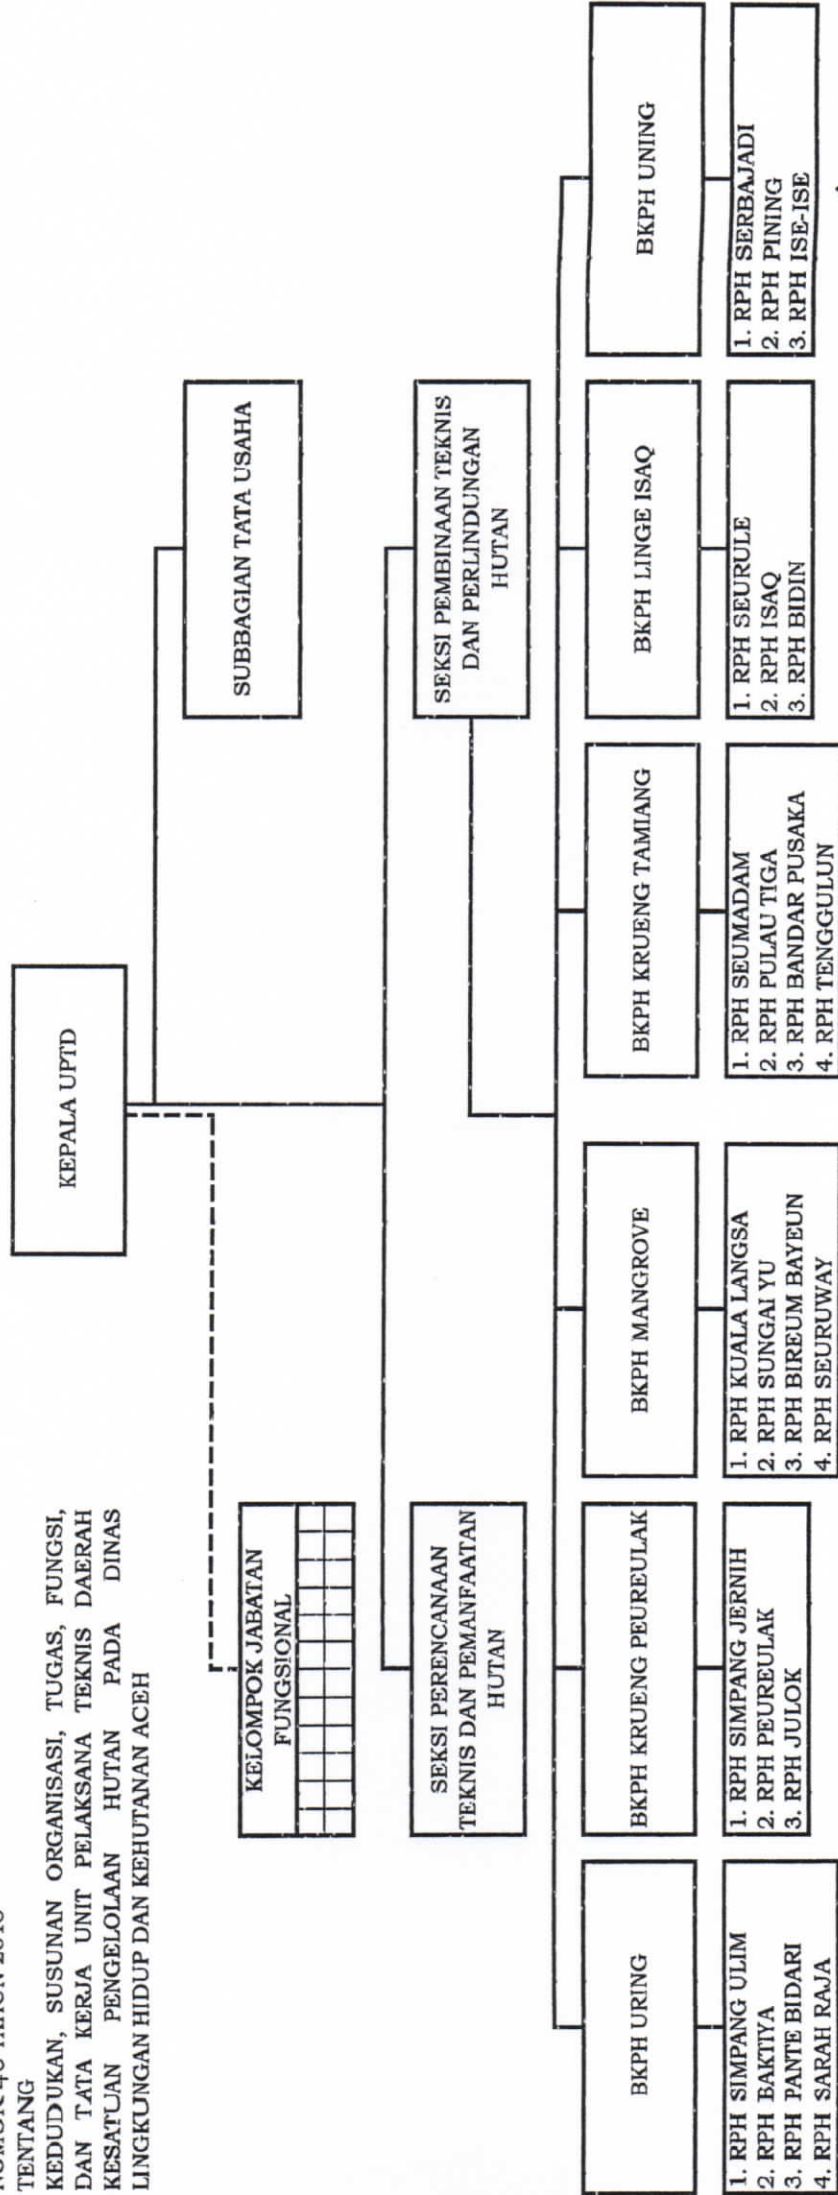 TENTANG
KEDUDUKAN, SUSUNAN ORGANISASI, TUGAS, FUNGSI,
DAN TATA KERJA UNIT PELAKSANA TEKNIS DAERAH
KESATUAN PENGELOLAAN HUTAN PADA DINAS
LINGKUNGAN HIDUP DAN KEHUTANAN ACEH
KEPALA UPTD
SUBBAGIAN TATA USAHA
KELOMPOK JABATAN
FUNGSIONAL
SEKSI PERENCANAAN
TEKNIS DAN PEMANFAATAN
HUTAN
SEKSI PEMBINAAN TEKNIS
DAN PERLINDUNGAN
HUTAN
BKPH URING
1. RPH SIMPANG ULIM
2. RPH BAKTIYA
3. RPH PANTE BIDARI
4. RPH SARAH RAJA
BKPH KRUENG PEUREULAK
1. RPH SIMPANG JERNIH
2. RPH PEUREULAK
3. RPH JULOK
BKPH MANGROVE
1. RPH KUALA LANGSA
2. RPH SUNGAI YU
3. RPH BIREUM BAYEUN
4. RPH SEURUWAY
BKPH KRUENG TAMIANG
1. RPH SEUMADAM
2. RPH PULAU TIGA
3. RPH BANDAR PUSAKA
4. RPH TENGGULUN
BKPH LINGE ISAQ
1. RPH SEURULE
2. RPH ISAQ
3. RPH BIDIN
BKPH UNING
1. RPH SERBAJADI
2. RPH PINING
3. RPH ISE-ISE